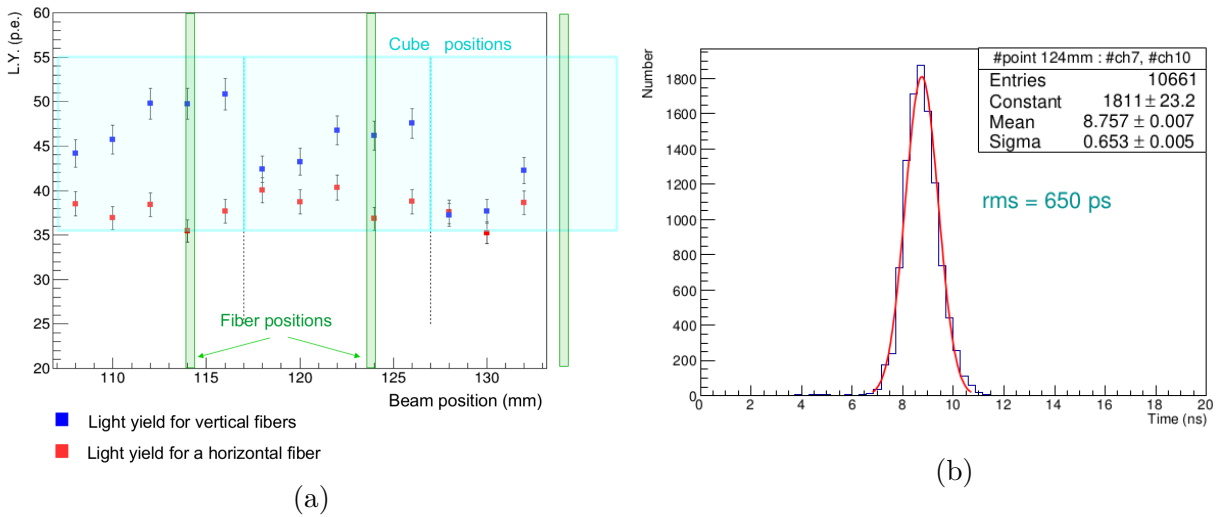 L.Y. (p.e.)
60
55
50
45
40
35
30
25
20
Cube positions
Fiber positions
110
115
120
125
130
Beam position (mm)
Light yield for vertical fibers
Light yield for a horizontal fiber
(a)
Number
1800
1600
1400
1200
1000
800
600
400
200
0
#point 124mm : #ch7, #ch10
Entries 10661
Constant 1811 ± 23.2
Mean 8.757 ± 0.007
Sigma 0.653 ± 0.005
rms = 650 ps
0 2 4 6 8 10 12 14 16 18 20
Time (ns)
(b)